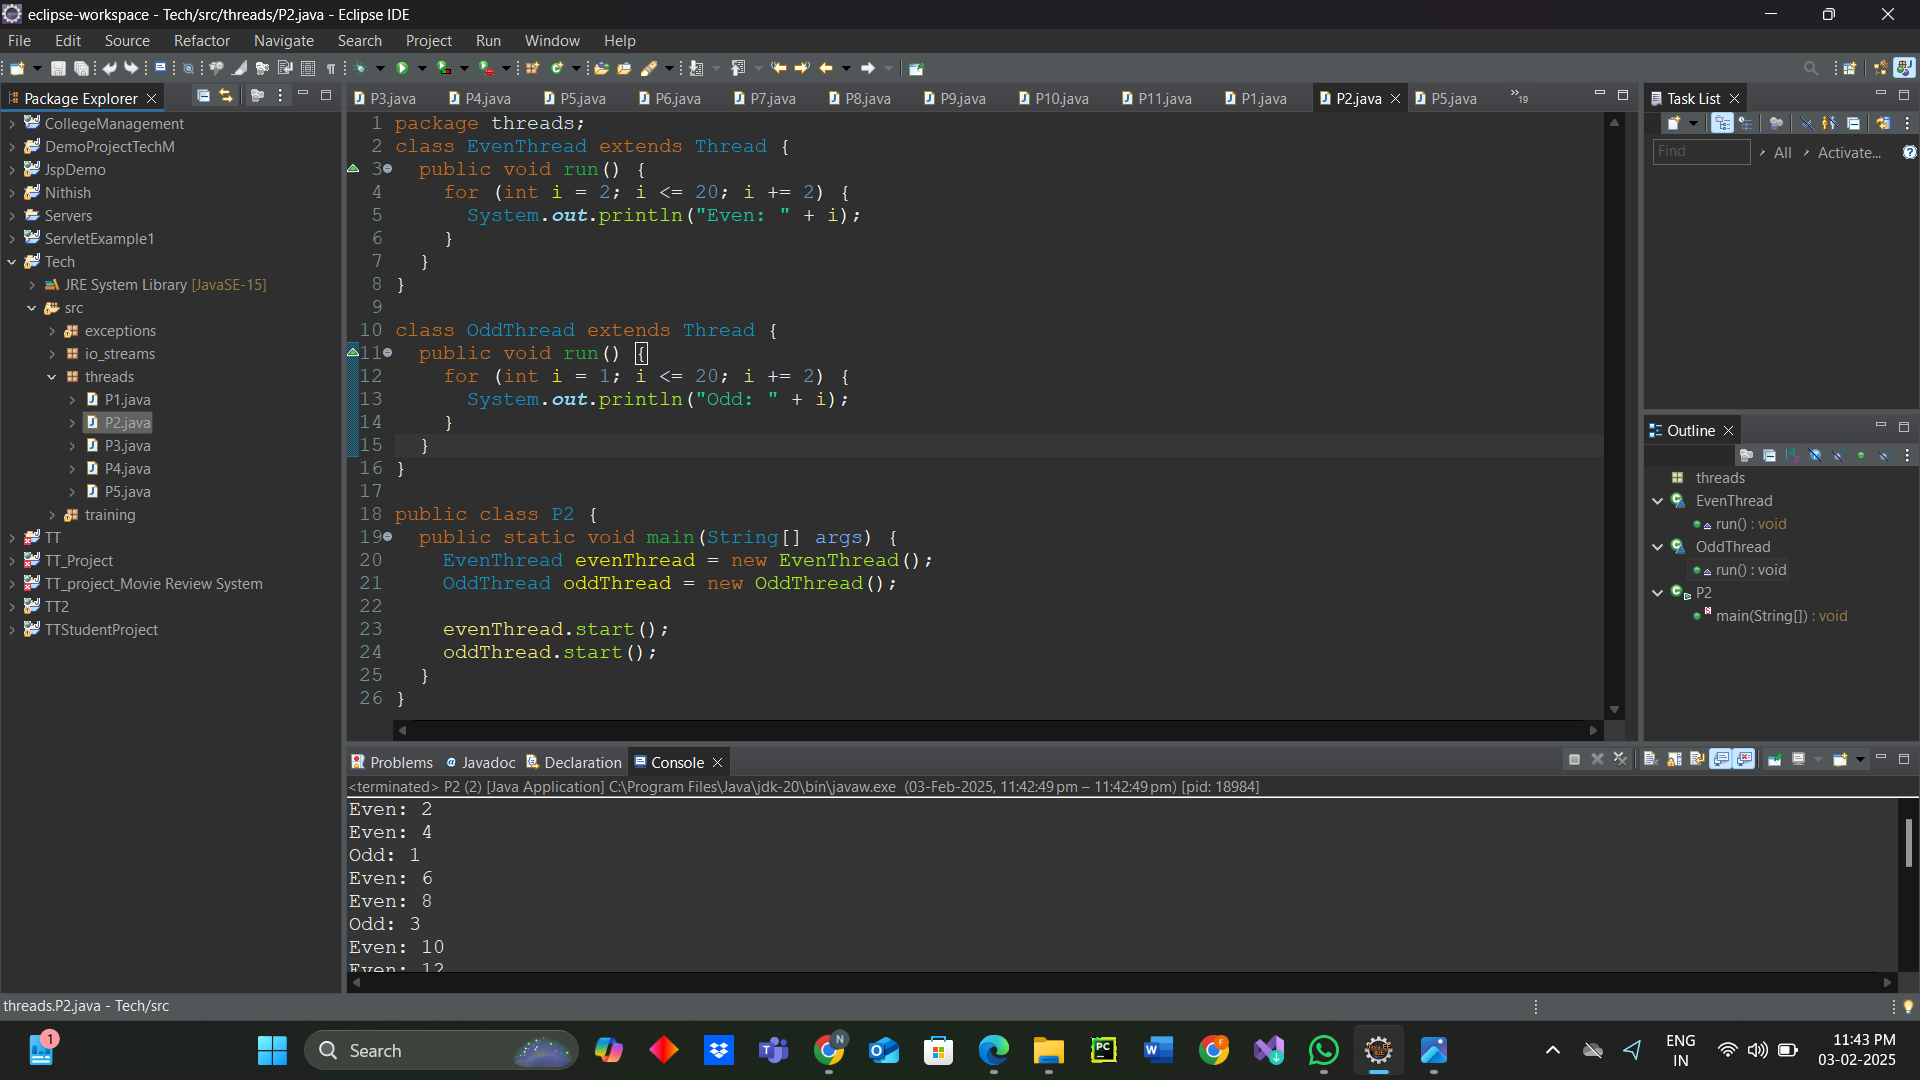 eclipse-workspace - Tech/src/threads/P2.java - Eclipse IDE
File Edit Source Refactor Navigate Search Project Run Window Help
Package Explorer
CollegeManagement
DemoProjectTechM
JspDemo
Nithish
Servers
ServletExample1
Tech
JRE System Library [JavaSE-15]
src
exceptions
io_streams
threads
P1.java
P2.java
P3.java
P4.java
P5.java
training
TT
TT_Project
TT_project_Movie Review System
TT2
TTStudentProject
P3.java P4.java P5.java P6.java P7.java P8.java P9.java P10.java P11.java P1.java P2.java P5.java »19
1 package threads;
2 class EvenThread extends Thread {
3 public void run() {
4 for (int i = 2; i <= 20; i += 2) {
5 System.out.println("Even: " + i);
6 }
7 }
8 }
9
10 class OddThread extends Thread {
11 public void run() {
12 for (int i = 1; i <= 20; i += 2) {
13 System.out.println("Odd: " + i);
14 }
15 }
16 }
17
18 public class P2 {
19 public static void main(String[] args) {
20 EvenThread evenThread = new EvenThread();
21 OddThread oddThread = new OddThread();
22
23 evenThread.start();
24 oddThread.start();
25 }
26 }
Task List
Find All Activate...
Outline
threads
EvenThread
run() : void
OddThread
run() : void
P2
main(String[]) : void
Problems Javadoc Declaration Console
<terminated> P2 (2) [Java Application] C:\Program Files\Java\jdk-20\bin\javaw.exe (03-Feb-2025, 11:42:49 pm – 11:42:49 pm) [pid: 18984]
Even: 2
Even: 4
Odd: 1
Even: 6
Even: 8
Odd: 3
Even: 10
Even: 12
threads.P2.java - Tech/src
1
Search
N
F
ENG
IN
11:43 PM
03-02-2025